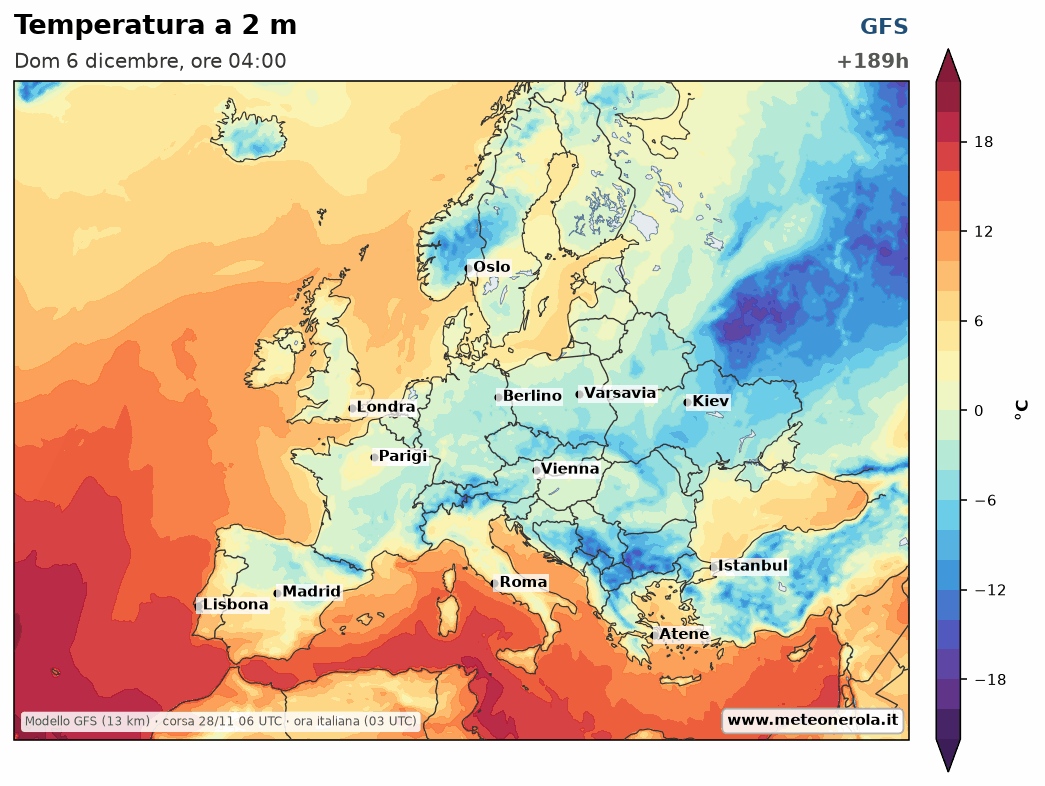 Temperatura a 2 m
GFS
Dom 6 dicembre, ore 04:00
+189h
18
12
6
0
−6
−12
−18
°C
Oslo
Londra
Berlino
Varsavia
Kiev
Parigi
Vienna
Istanbul
Roma
Madrid
Lisbona
Atene
Modello GFS (13 km) · corsa 28/11 06 UTC · ora italiana (03 UTC)
www.meteonerola.it